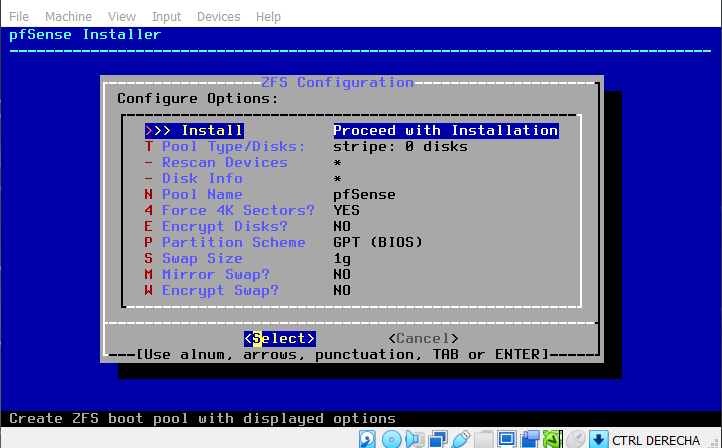 File Machine View Input Devices Help
pfSense Installer
ZFS Configuration
Configure Options:
>>> Install Proceed with Installation
T Pool Type/Disks: stripe: 0 disks
- Rescan Devices *
- Disk Info *
N Pool Name pfSense
4 Force 4K Sectors? YES
E Encrypt Disks? NO
P Partition Scheme GPT (BIOS)
S Swap Size 1g
M Mirror Swap? NO
W Encrypt Swap? NO
<Select> <Cancel>
[Use alnum, arrows, punctuation, TAB or ENTER]
Create ZFS boot pool with displayed options
CTRL DERECHA